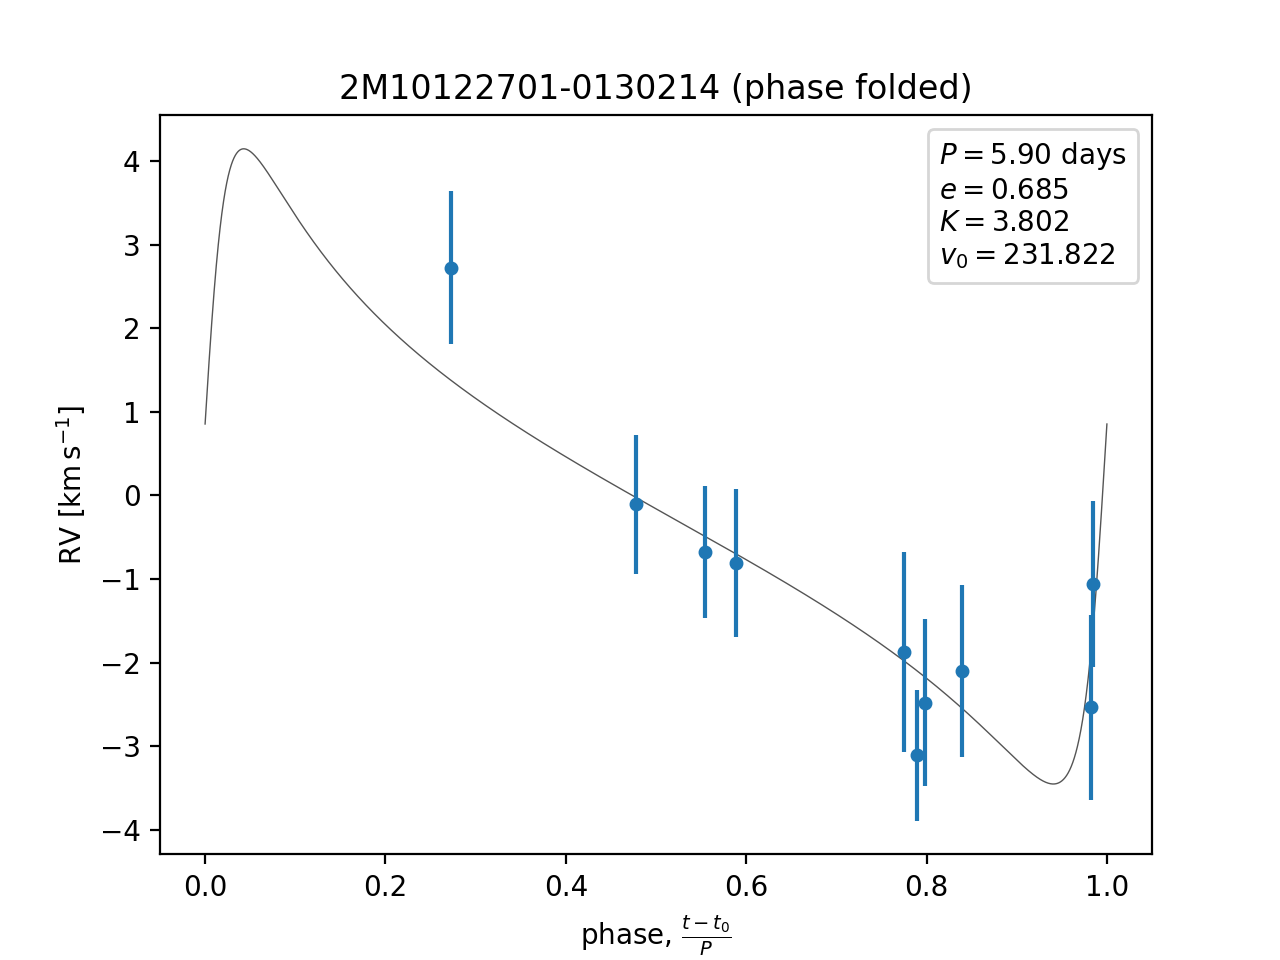 2M10122701-0130214 (phase folded)
P = 5.90 days
e = 0.685
K = 3.802
v₀ = 231.822
4
3
2
1
0
−1
−2
−3
−4
RV [km s⁻¹]
0.0 0.2 0.4 0.6 0.8 1.0
phase, (t − t₀)/P